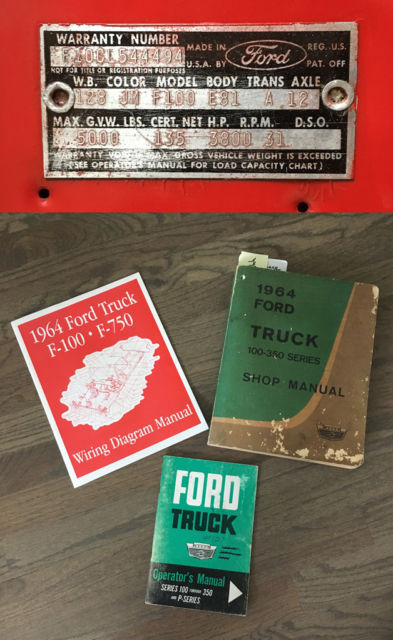 WARRANTY NUMBER
MADE IN Ford REG. U.S.
U.S.A. BY PAT. OFF
NOT FOR TITLE OR REGISTRATION PURPOSES
W.B. COLOR MODEL BODY TRANS AXLE
128 JM F100 E81 A 12
MAX. G.V.W. LBS. CERT. NET H.P. R.P.M. D.S.O.
5000 135 3800 31
WARRANTY VOID IF MAX. GROSS VEHICLE WEIGHT IS EXCEEDED
(SEE OPERATOR'S MANUAL FOR LOAD CAPACITY CHART)
1964 Ford Truck
F-100 • F-750
Wiring Diagram Manual
1964
FORD
TRUCK
100-350 SERIES
SHOP MANUAL
FORD
TRUCK
Operator's Manual
SERIES 100 THROUGH 350
AND P-SERIES